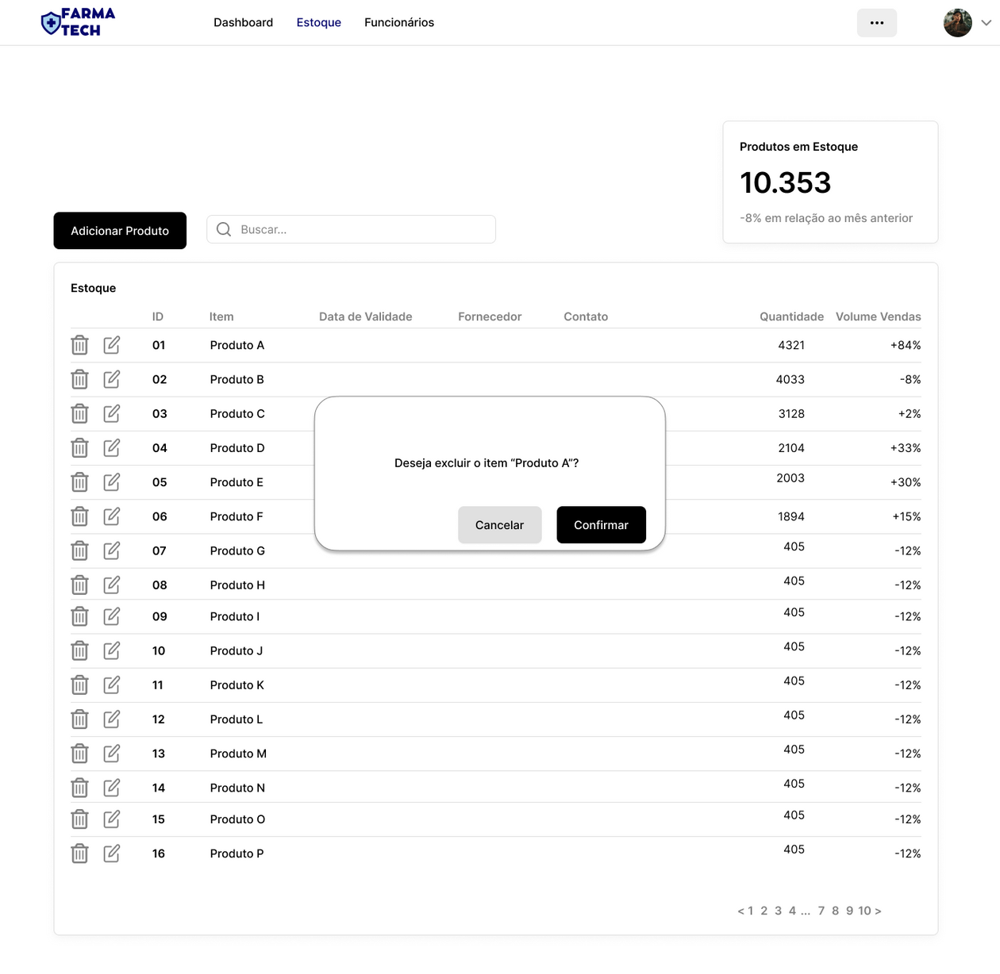 FARMA
TECH
Dashboard Estoque Funcionários ...
Produtos em Estoque
10.353
-8% em relação ao mês anterior
Adicionar Produto
Buscar...
Estoque
ID Item Data de Validade Fornecedor Contato Quantidade Volume Vendas
01 Produto A 4321 +84%
02 Produto B 4033 -8%
03 Produto C 3128 +2%
04 Produto D 2104 +33%
05 Produto E 2003 +30%
06 Produto F 1894 +15%
07 Produto G 405 -12%
08 Produto H 405 -12%
09 Produto I 405 -12%
10 Produto J 405 -12%
11 Produto K 405 -12%
12 Produto L 405 -12%
13 Produto M 405 -12%
14 Produto N 405 -12%
15 Produto O 405 -12%
16 Produto P 405 -12%
Deseja excluir o item “Produto A”?
Cancelar Confirmar
< 1 2 3 4 ... 7 8 9 10 >